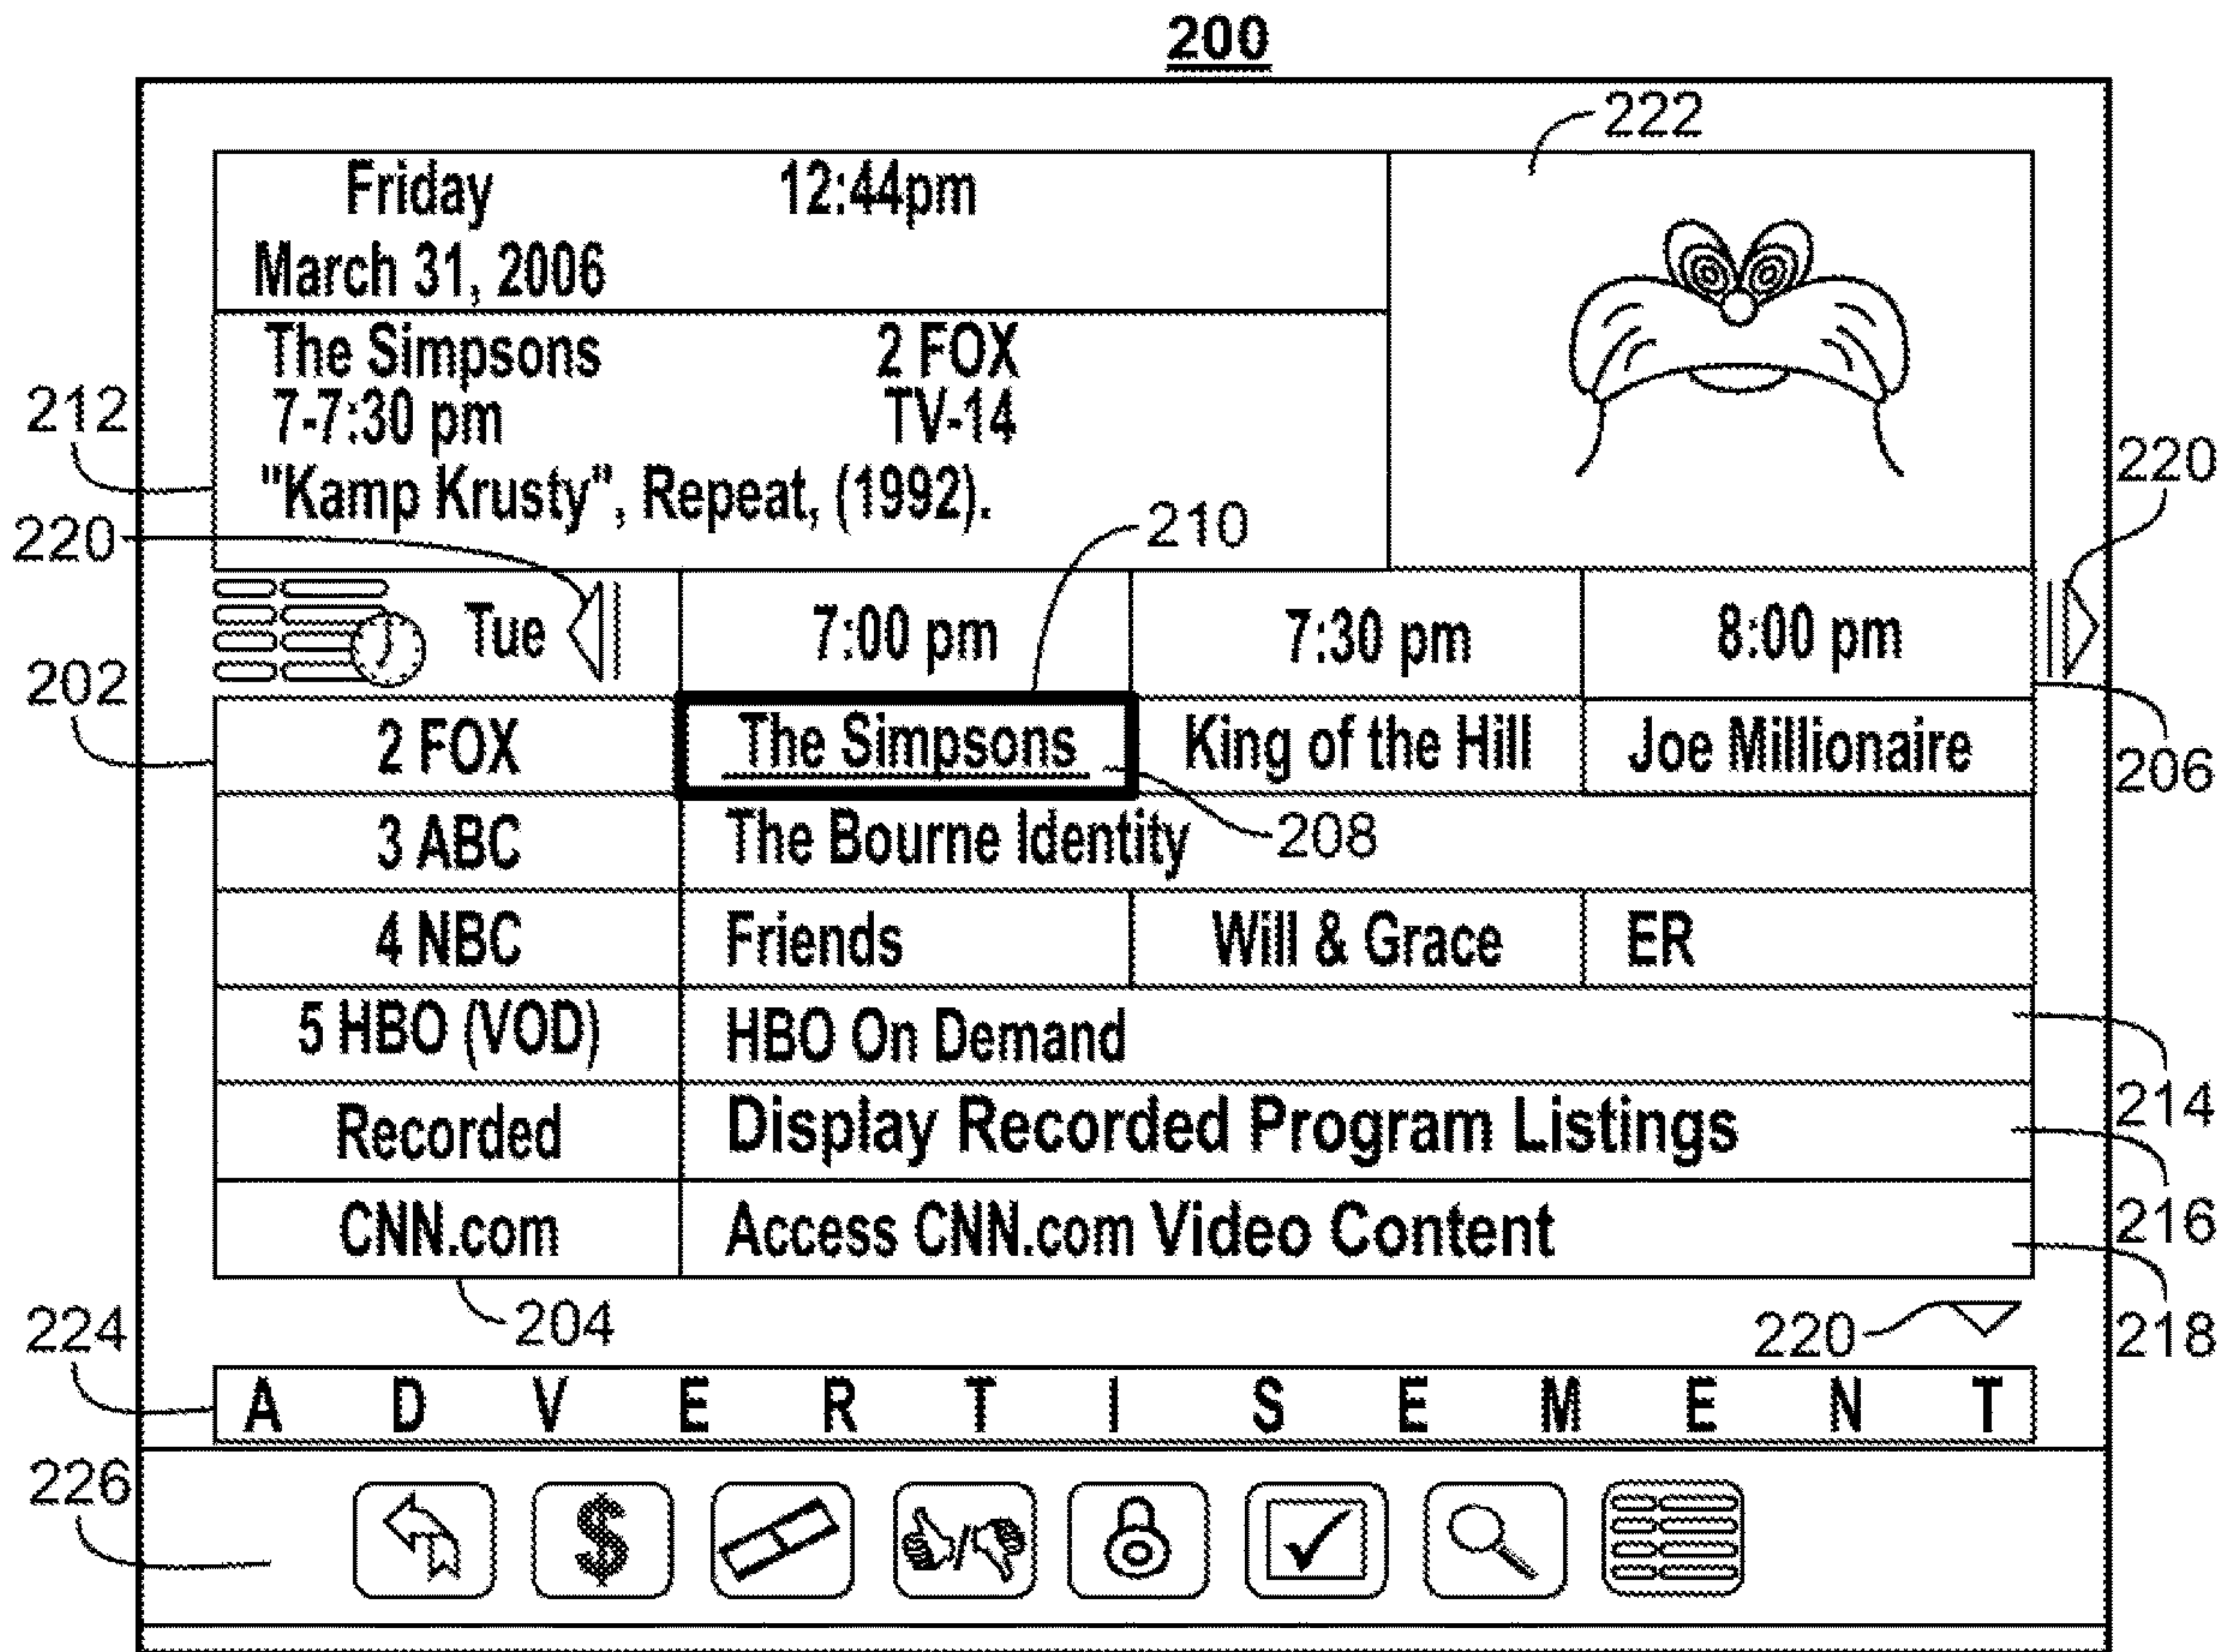 200
222
Friday 12:44pm
March 31, 2006
The Simpsons 2 FOX
7-7:30 pm TV-14
"Kamp Krusty", Repeat, (1992).
212
220
210
220
Tue 7:00 pm 7:30 pm 8:00 pm
202
206
2 FOX The Simpsons King of the Hill Joe Millionaire
208
3 ABC The Bourne Identity
4 NBC Friends Will & Grace ER
5 HBO (VOD) HBO On Demand
214
Recorded Display Recorded Program Listings
216
CNN.com Access CNN.com Video Content
218
204
220
224
A D V E R T I S E M E N T
226
$